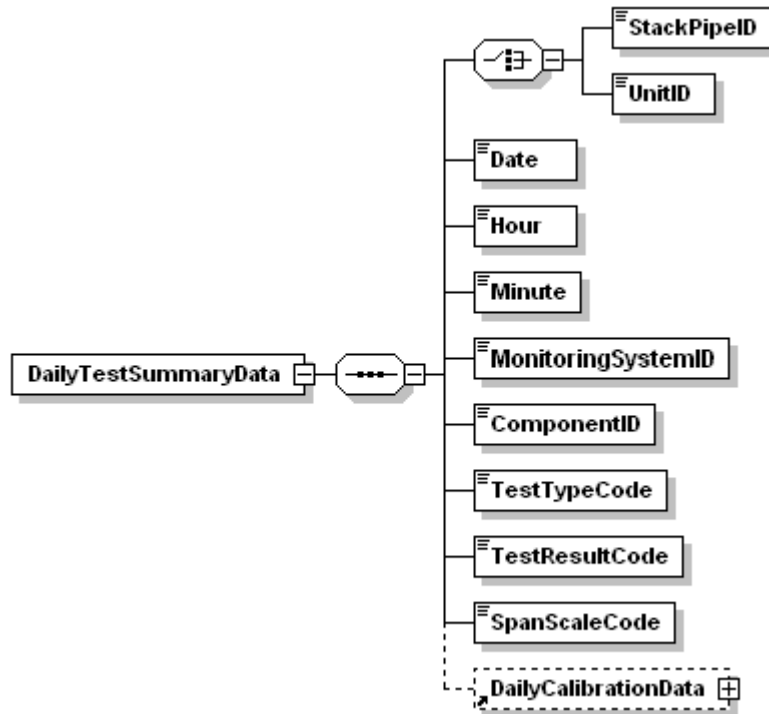 StackPipeID
UnitID
Date
Hour
Minute
MonitoringSystemID
DailyTestSummaryData
ComponentID
TestTypeCode
TestResultCode
SpanScaleCode
DailyCalibrationData